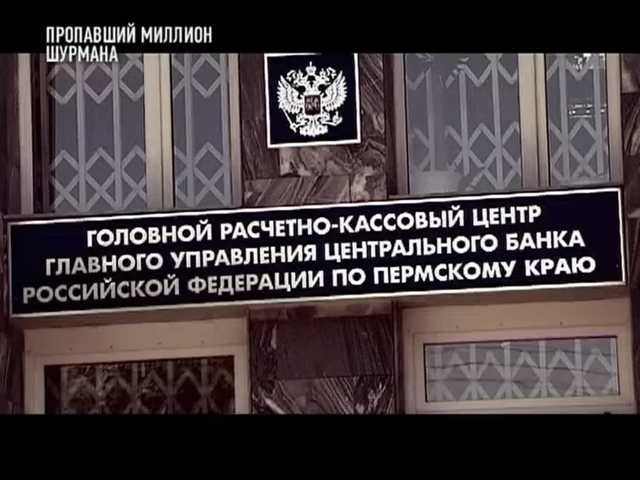 ПРОПАВШИЙ МИЛЛИОН
ШУРМАНА
ГОЛОВНОЙ РАСЧЕТНО-КАССОВЫЙ ЦЕНТР
ГЛАВНОГО УПРАВЛЕНИЯ ЦЕНТРАЛЬНОГО БАНКА
РОССИЙСКОЙ ФЕДЕРАЦИИ ПО ПЕРМСКОМУ КРАЮ